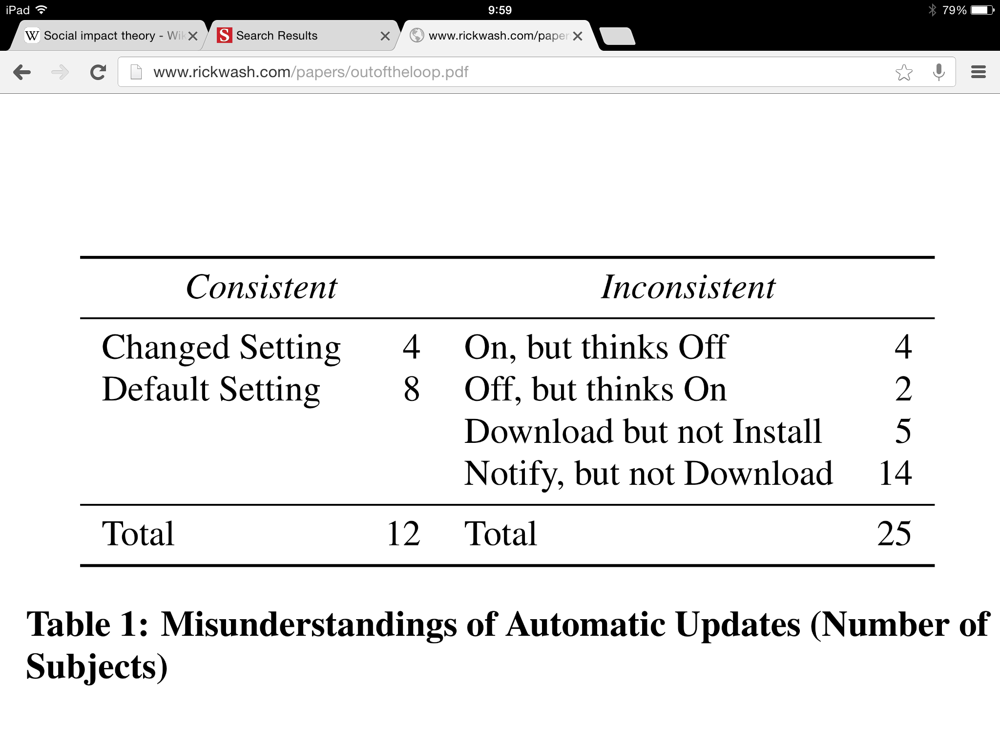 iPad 9:59 79%
Social impact theory - Wik Search Results www.rickwash.com/paper
www.rickwash.com/papers/outoftheloop.pdf
Consistent Inconsistent
Changed Setting 4 On, but thinks Off 4
Default Setting 8 Off, but thinks On 2
Download but not Install 5
Notify, but not Download 14
Total 12 Total 25
Table 1: Misunderstandings of Automatic Updates (Number of
Subjects)